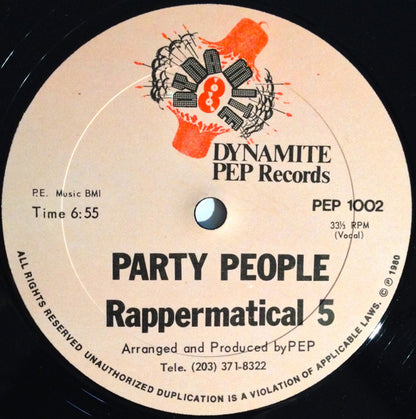 DYNAMITE
8
DYNAMITE
PEP Records
P.E. Music BMI
Time 6:55
PEP 1002
33⅓ RPM
(Vocal)
PARTY PEOPLE
Rappermatical 5
Arranged and Produced byPEP
Tele. (203) 371-8322
ALL RIGHTS RESERVED UNAUTHORIZED DUPLICATION IS A VIOLATION OF APPLICABLE LAWS. © ℗ 1980